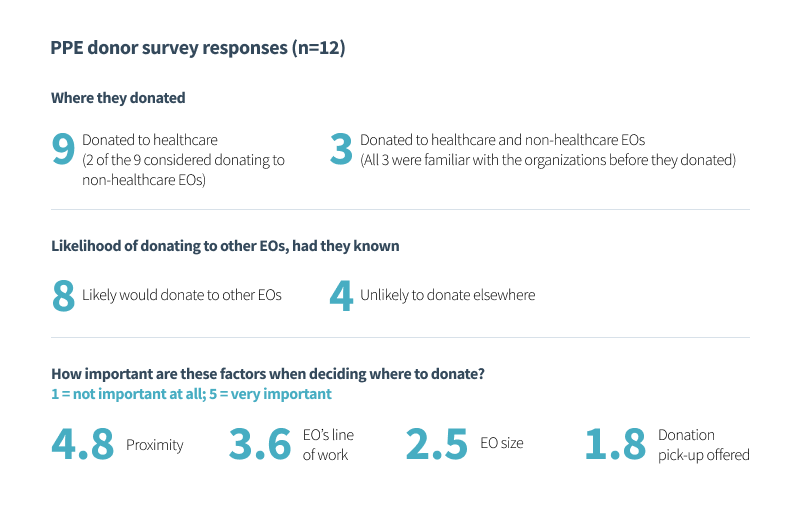 PPE donor survey responses (n=12)
Where they donated
9 Donated to healthcare
(2 of the 9 considered donating to
non-healthcare EOs)
3 Donated to healthcare and non-healthcare EOs
(All 3 were familiar with the organizations before they donated)
Likelihood of donating to other EOs, had they known
8 Likely would donate to other EOs
4 Unlikely to donate elsewhere
How important are these factors when deciding where to donate?
1 = not important at all; 5 = very important
4.8 Proximity
3.6 EO’s line
of work
2.5 EO size
1.8 Donation
pick-up offered